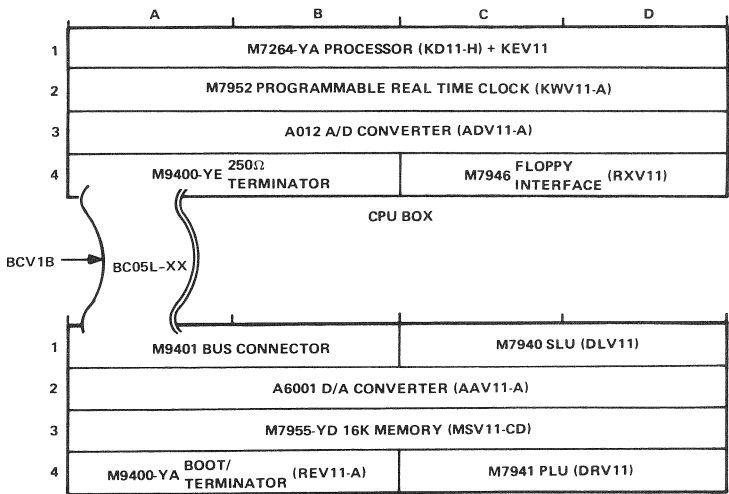 A B C D
1 M7264-YA PROCESSOR (KD11-H) + KEV11
2 M7952 PROGRAMMABLE REAL TIME CLOCK (KWV11-A)
3 A012 A/D CONVERTER (ADV11-A)
4 M9400-YE 250Ω TERMINATOR M7946 FLOPPY INTERFACE (RXV11)
CPU BOX
BCV1B BC05L-XX
1 M9401 BUS CONNECTOR M7940 SLU (DLV11)
2 A6001 D/A CONVERTER (AAV11-A)
3 M7955-YD 16K MEMORY (MSV11-CD)
4 M9400-YA BOOT/ TERMINATOR (REV11-A) M7941 PLU (DRV11)